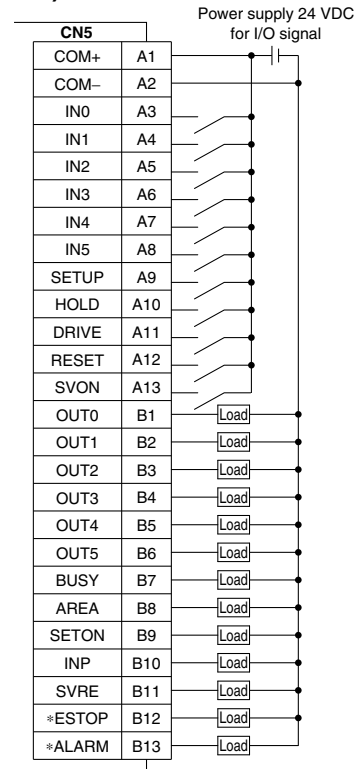 Power supply 24 VDC
for I/O signal
CN5
COM+ A1
COM− A2
IN0 A3
IN1 A4
IN2 A5
IN3 A6
IN4 A7
IN5 A8
SETUP A9
HOLD A10
DRIVE A11
RESET A12
SVON A13
OUT0 B1 Load
OUT1 B2 Load
OUT2 B3 Load
OUT3 B4 Load
OUT4 B5 Load
OUT5 B6 Load
BUSY B7 Load
AREA B8 Load
SETON B9 Load
INP B10 Load
SVRE B11 Load
∗ESTOP B12 Load
∗ALARM B13 Load